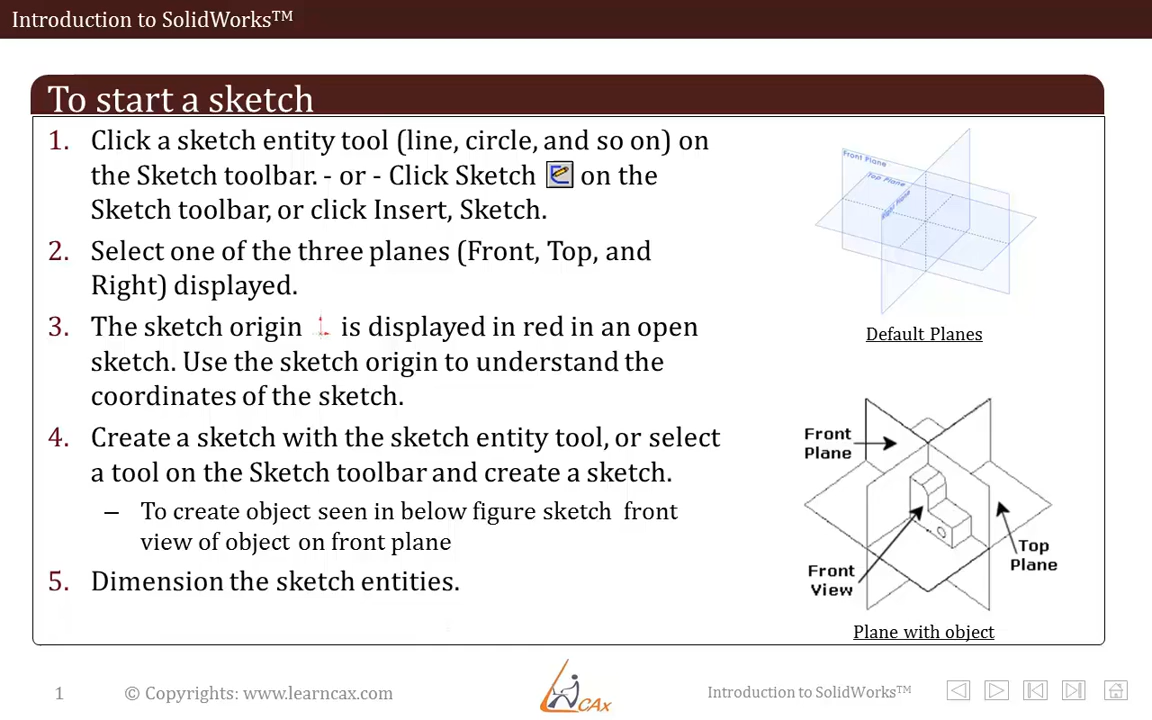 Introduction to SolidWorks™
To start a sketch
1. Click a sketch entity tool (line, circle, and so on) on
the Sketch toolbar. - or - Click Sketch on the
Sketch toolbar, or click Insert, Sketch.
2. Select one of the three planes (Front, Top, and
Right) displayed.
3. The sketch origin is displayed in red in an open
sketch. Use the sketch origin to understand the
coordinates of the sketch.
4. Create a sketch with the sketch entity tool, or select
a tool on the Sketch toolbar and create a sketch.
– To create object seen in below figure sketch front
view of object on front plane
5. Dimension the sketch entities.
Front Plane
Top Plane
Right Plane
Default Planes
Front
Plane
Top
Plane
Front
View
Plane with object
1
© Copyrights: www.learncax.com
CAx
Introduction to SolidWorks™